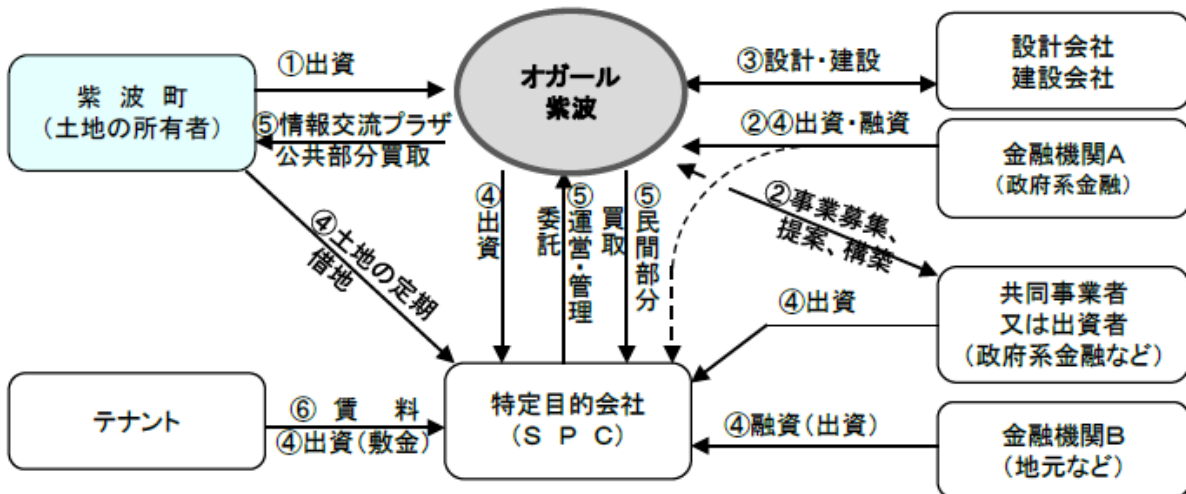 紫 波 町
（土地の所有者）
①出資
⑤情報交流プラザ
公共部分買取
オガール
紫波
③設計・建設
設計会社
建設会社
②④出資・融資
金融機関A
（政府系金融）
②事業募集、
提案、構築
④土地の定期
借地
④出資
⑤運営・管理
委託
⑤民間部分
買取
④出資
共同事業者
又は出資者
（政府系金融など）
テナント
⑥ 賃 料
④出資（敷金）
特定目的会社
（S P C）
④融資（出資）
金融機関B
（地元など）